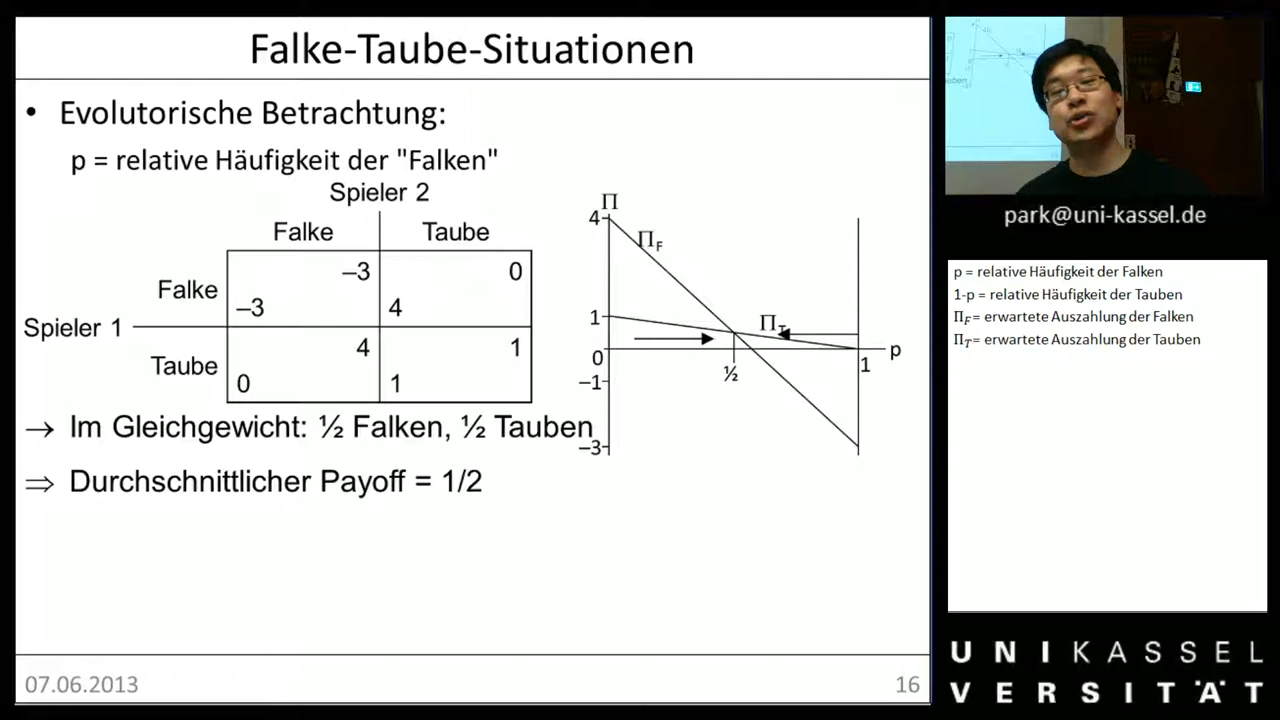 Falke-Taube-Situationen
• Evolutorische Betrachtung:
p = relative Häufigkeit der "Falken"
Spieler 2
Falke Taube
Falke –3 –3 0 4
Spieler 1
Taube 4 0 1 1
→ Im Gleichgewicht: ½ Falken, ½ Tauben
⇒ Durchschnittlicher Payoff = 1/2
Π
4
Π_F
1
Π_T
0
p
½
1
–1
–3
07.06.2013
16
park@uni-kassel.de
p = relative Häufigkeit der Falken
1-p = relative Häufigkeit der Tauben
Π_F = erwartete Auszahlung der Falken
Π_T = erwartete Auszahlung der Tauben
UNIKASSEL
VERSITÄT